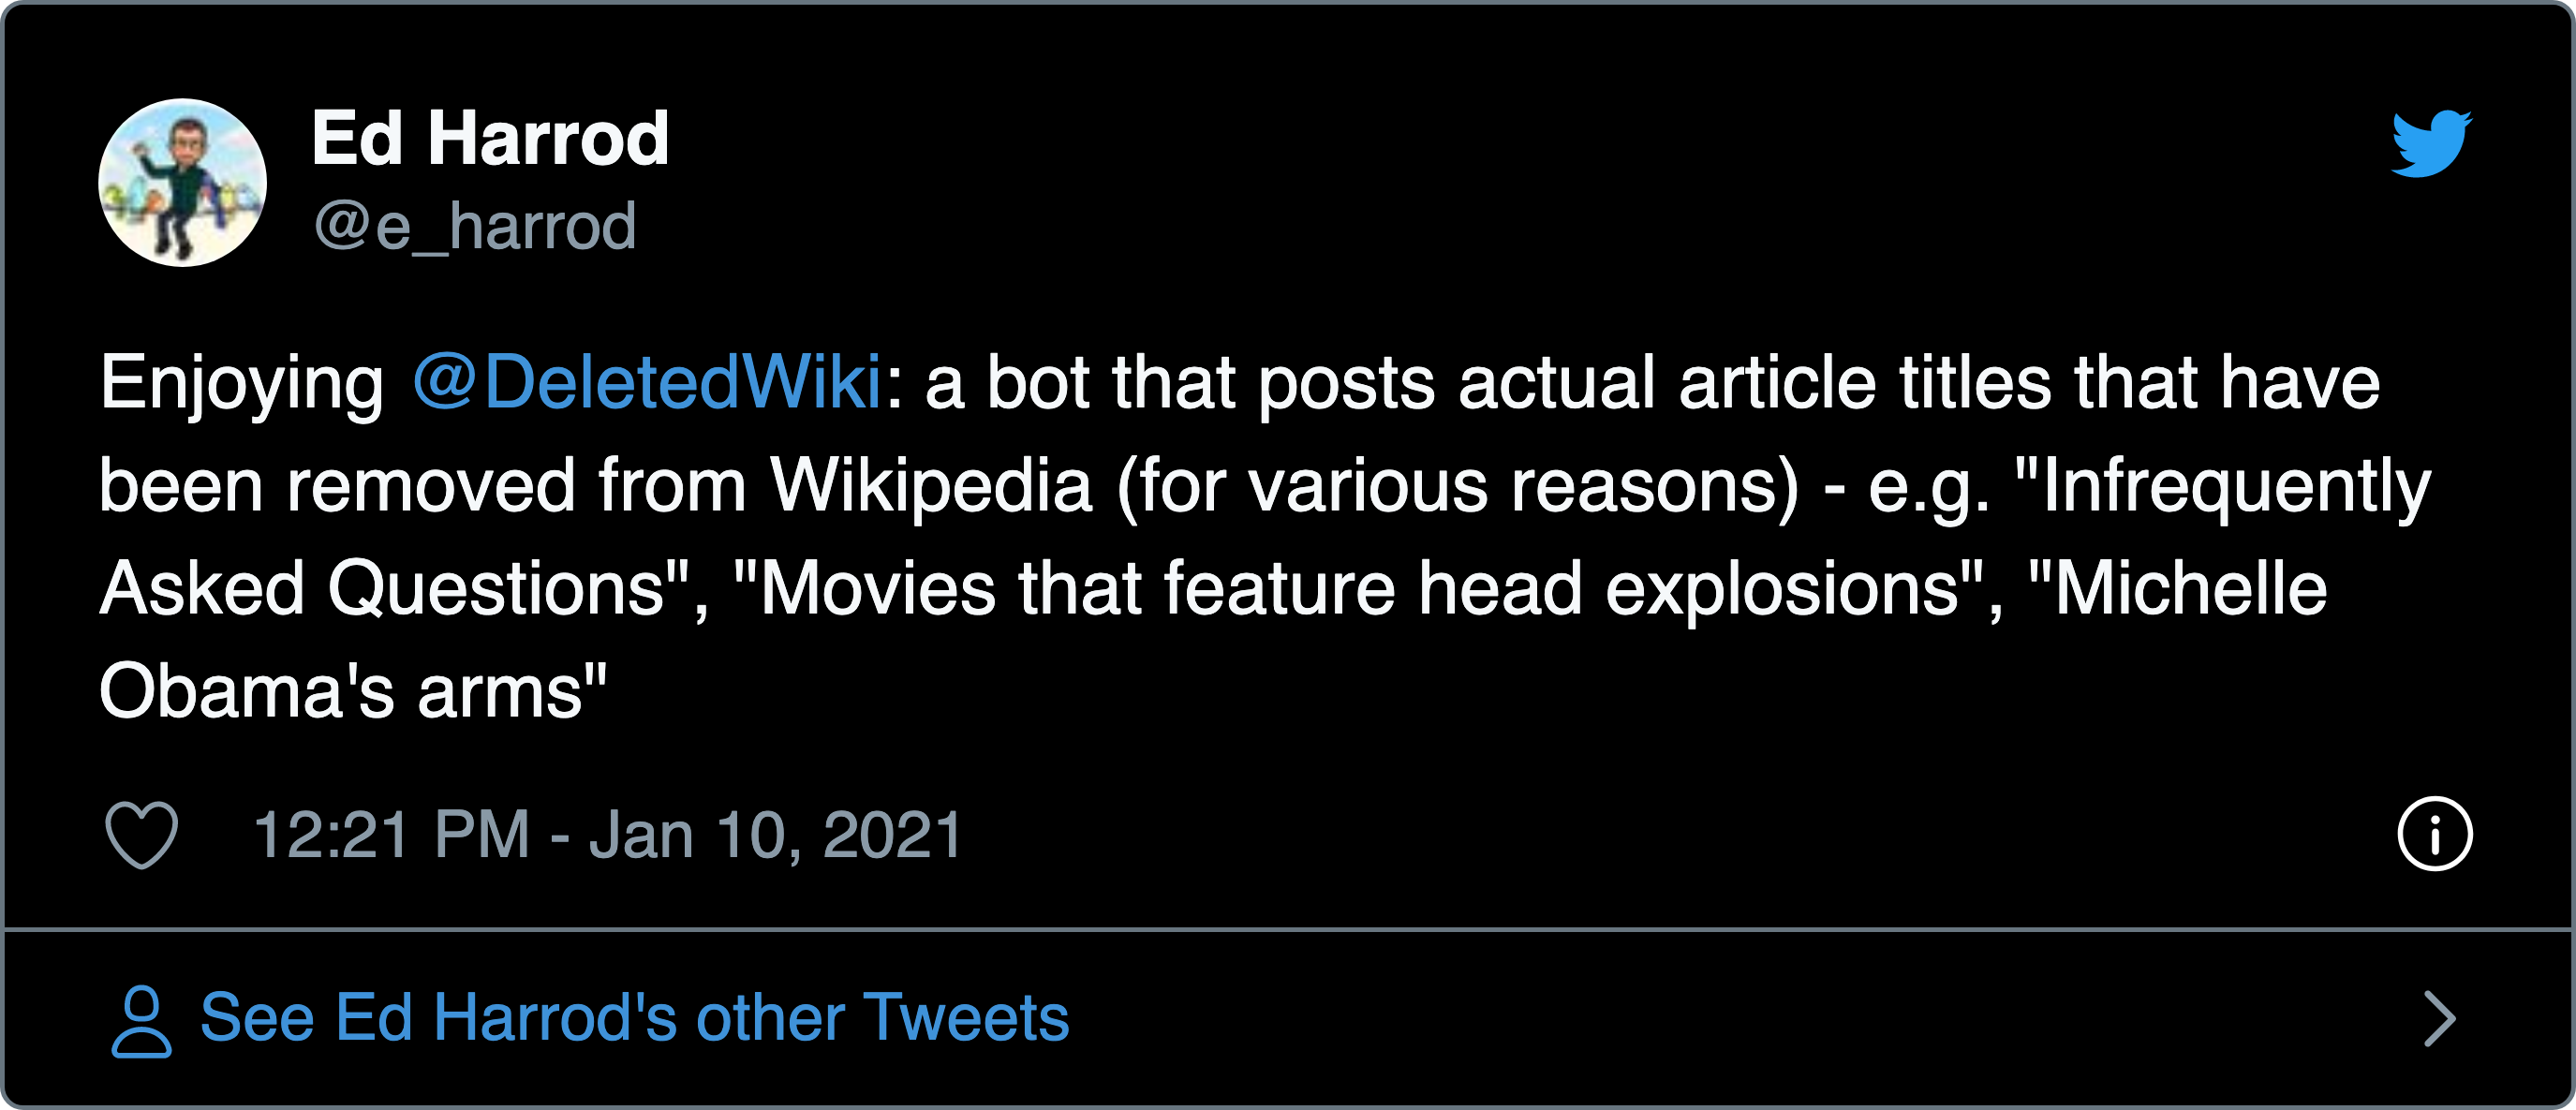 Ed Harrod
@e_harrod
Enjoying @DeletedWiki: a bot that posts actual article titles that have
been removed from Wikipedia (for various reasons) - e.g. "Infrequently
Asked Questions", "Movies that feature head explosions", "Michelle
Obama's arms"
12:21 PM - Jan 10, 2021
See Ed Harrod's other Tweets